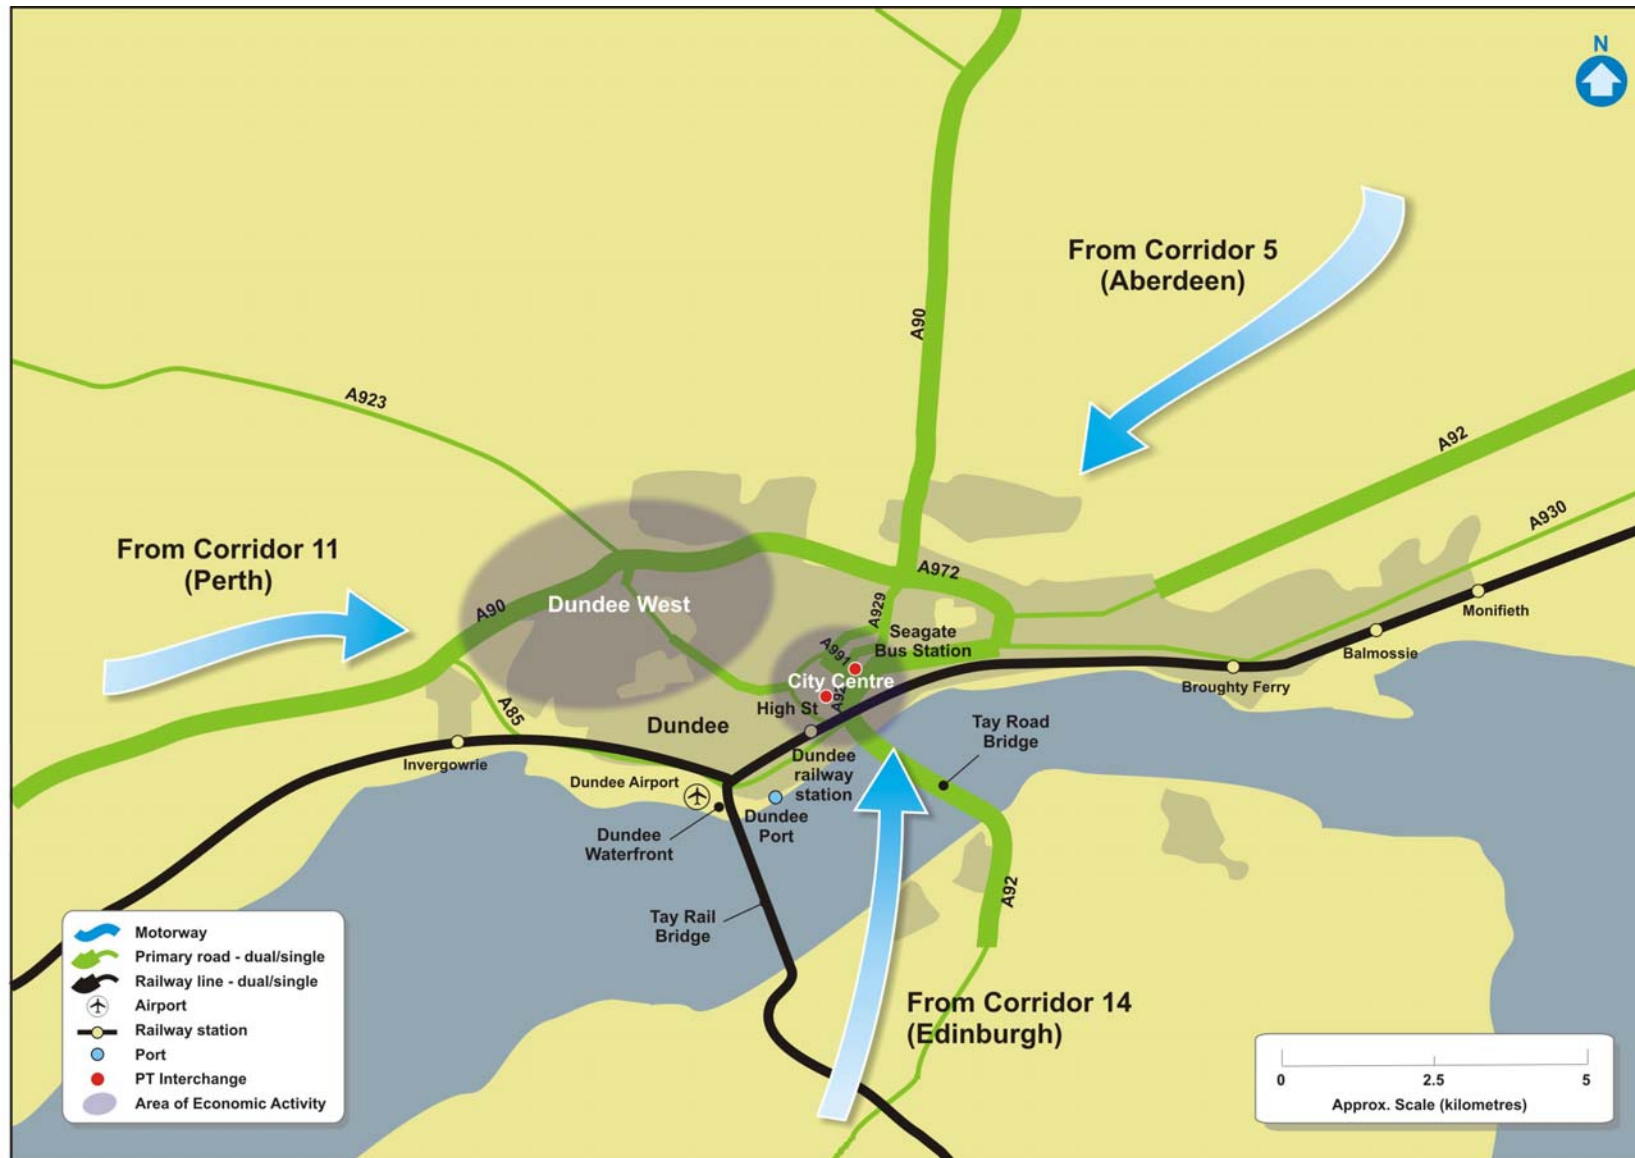 N
From Corridor 5
(Aberdeen)
A90
A923
A92
A930
From Corridor 11
(Perth)
A90
Dundee West
A972
A929
Seagate
Bus Station
A991
City Centre
A92
High St
Monifieth
Balmossie
Broughty Ferry
A85
Dundee
Tay Road
Bridge
Invergowrie
Dundee Airport
Dundee
railway
station
Dundee
Port
Dundee
Waterfront
A92
Tay Rail
Bridge
From Corridor 14
(Edinburgh)
Motorway
Primary road - dual/single
Railway line - dual/single
Airport
Railway station
Port
PT Interchange
Area of Economic Activity
0 2.5 5
Approx. Scale (kilometres)